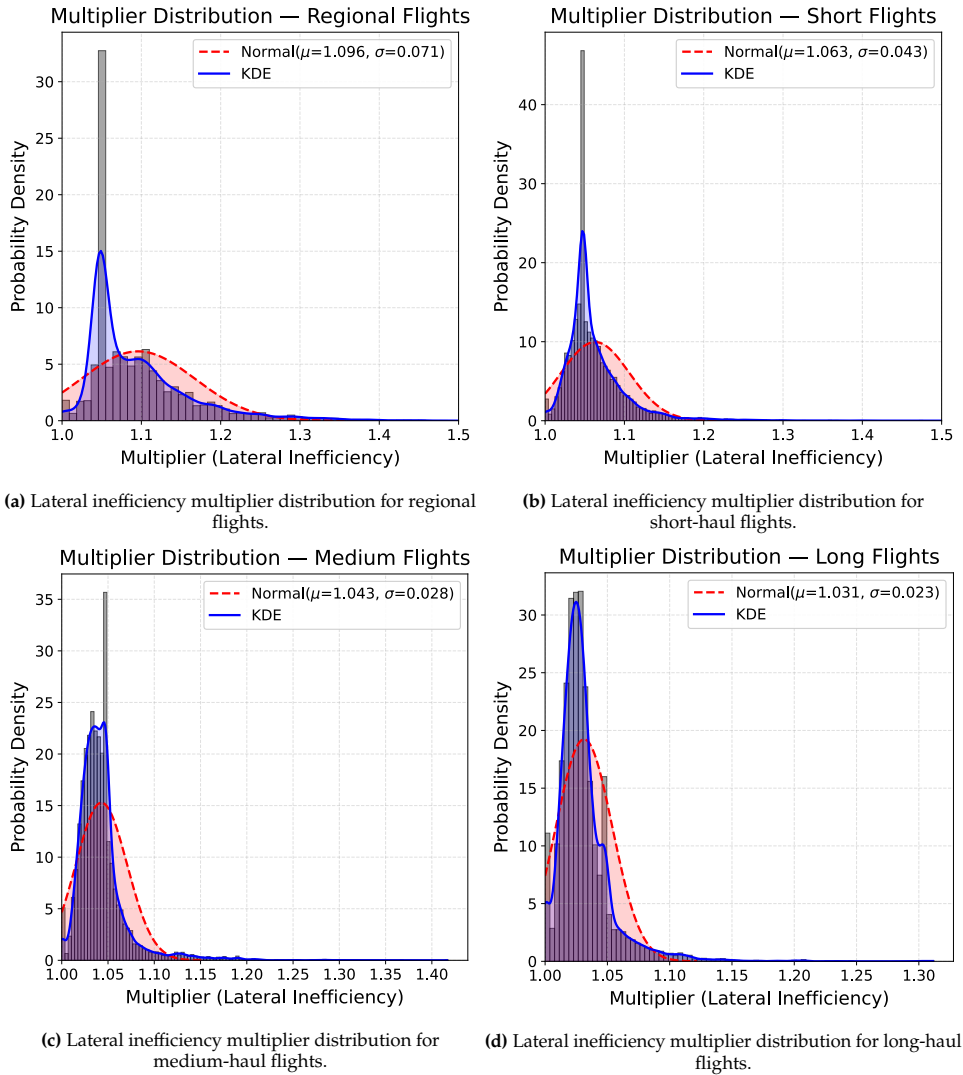 Multiplier Distribution — Regional Flights
Normal(μ=1.096, σ=0.071)
KDE
Probability Density
0
5
10
15
20
25
30
1.0
1.1
1.2
1.3
1.4
1.5
Multiplier (Lateral Inefficiency)
(a) Lateral inefficiency multiplier distribution for regional
flights.
Multiplier Distribution — Short Flights
Normal(μ=1.063, σ=0.043)
KDE
Probability Density
0
10
20
30
40
1.0
1.1
1.2
1.3
1.4
1.5
Multiplier (Lateral Inefficiency)
(b) Lateral inefficiency multiplier distribution for
short-haul flights.
Multiplier Distribution — Medium Flights
Normal(μ=1.043, σ=0.028)
KDE
Probability Density
0
5
10
15
20
25
30
35
1.00
1.05
1.10
1.15
1.20
1.25
1.30
1.35
1.40
Multiplier (Lateral Inefficiency)
(c) Lateral inefficiency multiplier distribution for
medium-haul flights.
Multiplier Distribution — Long Flights
Normal(μ=1.031, σ=0.023)
KDE
Probability Density
0
5
10
15
20
25
30
1.00
1.05
1.10
1.15
1.20
1.25
1.30
Multiplier (Lateral Inefficiency)
(d) Lateral inefficiency multiplier distribution for long-haul
flights.